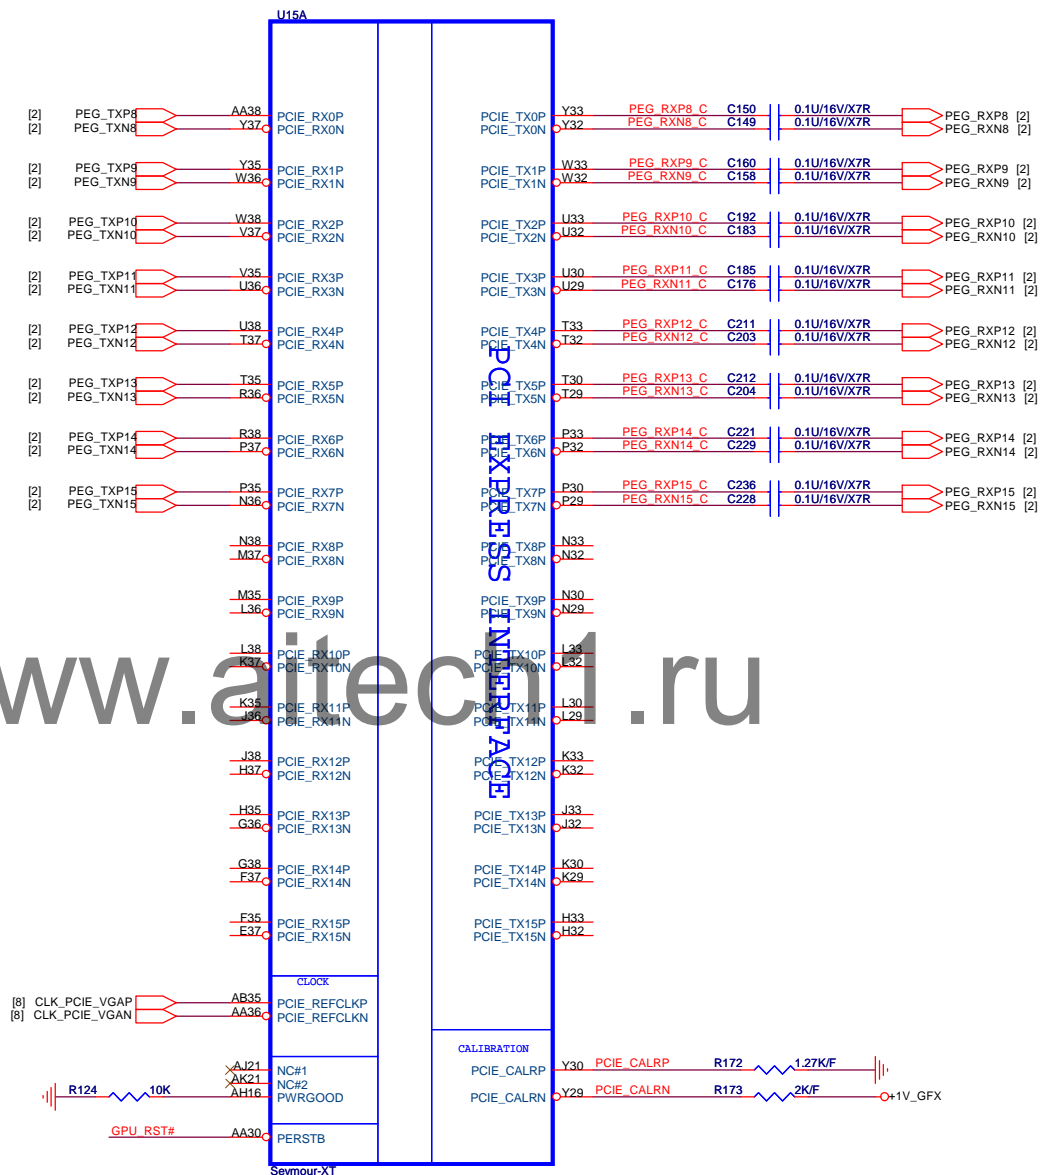 U15A
[2] PEG_TXP8 AA38 PCIE_RX0P PCIE_TX0P Y33 PEG_RXP8_C C150 0.1U/16V/X7R PEG_RXP8 [2]
[2] PEG_TXN8 Y37 PCIE_RX0N PCIE_TX0N Y32 PEG_RXN8_C C149 0.1U/16V/X7R PEG_RXN8 [2]
[2] PEG_TXP9 Y35 PCIE_RX1P PCIE_TX1P W33 PEG_RXP9_C C160 0.1U/16V/X7R PEG_RXP9 [2]
[2] PEG_TXN9 W36 PCIE_RX1N PCIE_TX1N W32 PEG_RXN9_C C158 0.1U/16V/X7R PEG_RXN9 [2]
[2] PEG_TXP10 W38 PCIE_RX2P PCIE_TX2P U33 PEG_RXP10_C C192 0.1U/16V/X7R PEG_RXP10 [2]
[2] PEG_TXN10 V37 PCIE_RX2N PCIE_TX2N U32 PEG_RXN10_C C183 0.1U/16V/X7R PEG_RXN10 [2]
[2] PEG_TXP11 V35 PCIE_RX3P PCIE_TX3P U30 PEG_RXP11_C C185 0.1U/16V/X7R PEG_RXP11 [2]
[2] PEG_TXN11 U36 PCIE_RX3N PCIE_TX3N U29 PEG_RXN11_C C176 0.1U/16V/X7R PEG_RXN11 [2]
[2] PEG_TXP12 U38 PCIE_RX4P PCIE_TX4P T33 PEG_RXP12_C C211 0.1U/16V/X7R PEG_RXP12 [2]
[2] PEG_TXN12 T37 PCIE_RX4N PCIE_TX4N T32 PEG_RXN12_C C203 0.1U/16V/X7R PEG_RXN12 [2]
[2] PEG_TXP13 T35 PCIE_RX5P PCIE_TX5P T30 PEG_RXP13_C C212 0.1U/16V/X7R PEG_RXP13 [2]
[2] PEG_TXN13 R36 PCIE_RX5N PCIE_TX5N T29 PEG_RXN13_C C204 0.1U/16V/X7R PEG_RXN13 [2]
[2] PEG_TXP14 R38 PCIE_RX6P PCIE_TX6P P33 PEG_RXP14_C C221 0.1U/16V/X7R PEG_RXP14 [2]
[2] PEG_TXN14 P37 PCIE_RX6N PCIE_TX6N P32 PEG_RXN14_C C229 0.1U/16V/X7R PEG_RXN14 [2]
[2] PEG_TXP15 P35 PCIE_RX7P PCIE_TX7P P30 PEG_RXP15_C C236 0.1U/16V/X7R PEG_RXP15 [2]
[2] PEG_TXN15 N36 PCIE_RX7N PCIE_TX7N P29 PEG_RXN15_C C228 0.1U/16V/X7R PEG_RXN15 [2]
N38 PCIE_RX8P PCIE_TX8P N33
M37 PCIE_RX8N PCIE_TX8N N32
M35 PCIE_RX9P PCIE_TX9P N30
L36 PCIE_RX9N PCIE_TX9N N29
L38 PCIE_RX10P PCIE_TX10P L33
K37 PCIE_RX10N PCIE_TX10N L32
K35 PCIE_RX11P PCIE_TX11P L30
J36 PCIE_RX11N PCIE_TX11N L29
J38 PCIE_RX12P PCIE_TX12P K33
H37 PCIE_RX12N PCIE_TX12N K32
H35 PCIE_RX13P PCIE_TX13P J33
G36 PCIE_RX13N PCIE_TX13N J32
G38 PCIE_RX14P PCIE_TX14P K30
F37 PCIE_RX14N PCIE_TX14N K29
F35 PCIE_RX15P PCIE_TX15P H33
E37 PCIE_RX15N PCIE_TX15N H32
PCI EXPRESS INTERFACE
ww.aitech1.ru
CLOCK
[8] CLK_PCIE_VGAP AB35 PCIE_REFCLKP
[8] CLK_PCIE_VGAN AA36 PCIE_REFCLKN
CALIBRATION
AJ21 NC#1 PCIE_CALRP Y30 PCIE_CALRP R172 1.27K/F
AK21 NC#2
R124 10K AH16 PWRGOOD PCIE_CALRN Y29 PCIE_CALRN R173 2K/F +1V_GFX
GPU_RST# AA30 PERSTB
Seymour-XT